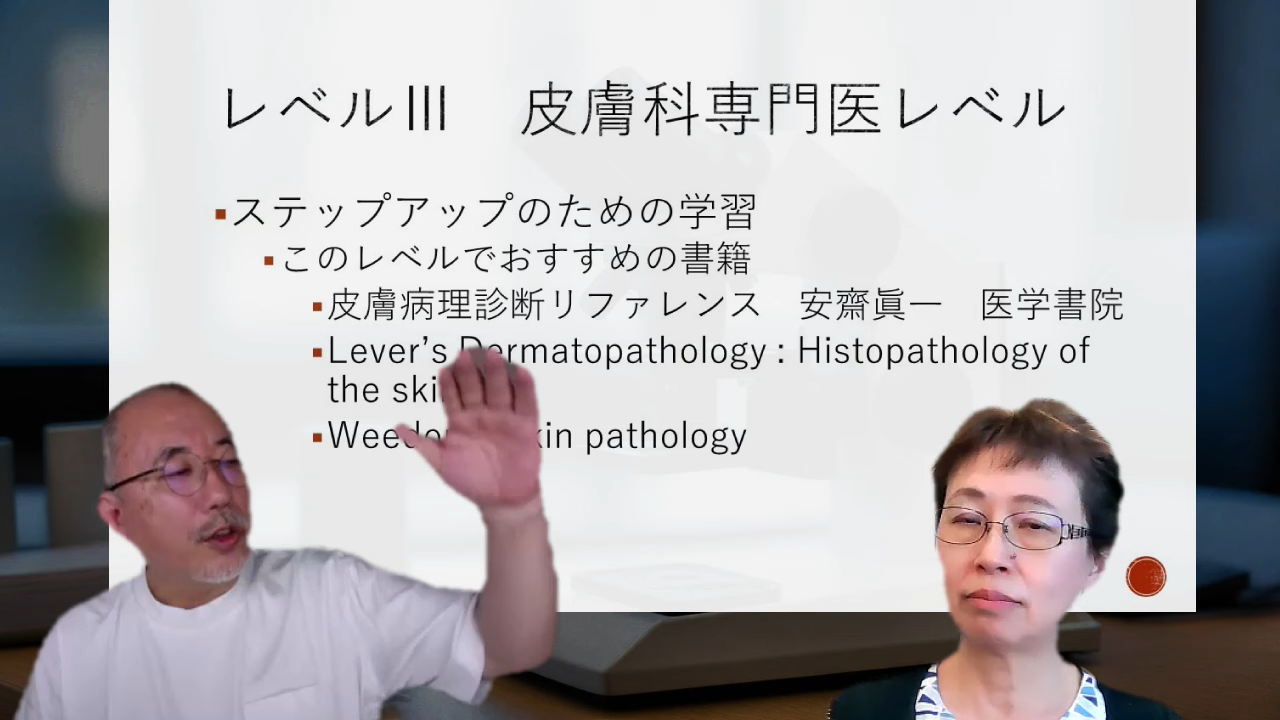 レベルⅢ　皮膚科専門医レベル
ステップアップのための学習
このレベルでおすすめの書籍
皮膚病理診断リファレンス　安齋眞一　医学書院
Lever's Dermatopathology : Histopathology of
the
pathology